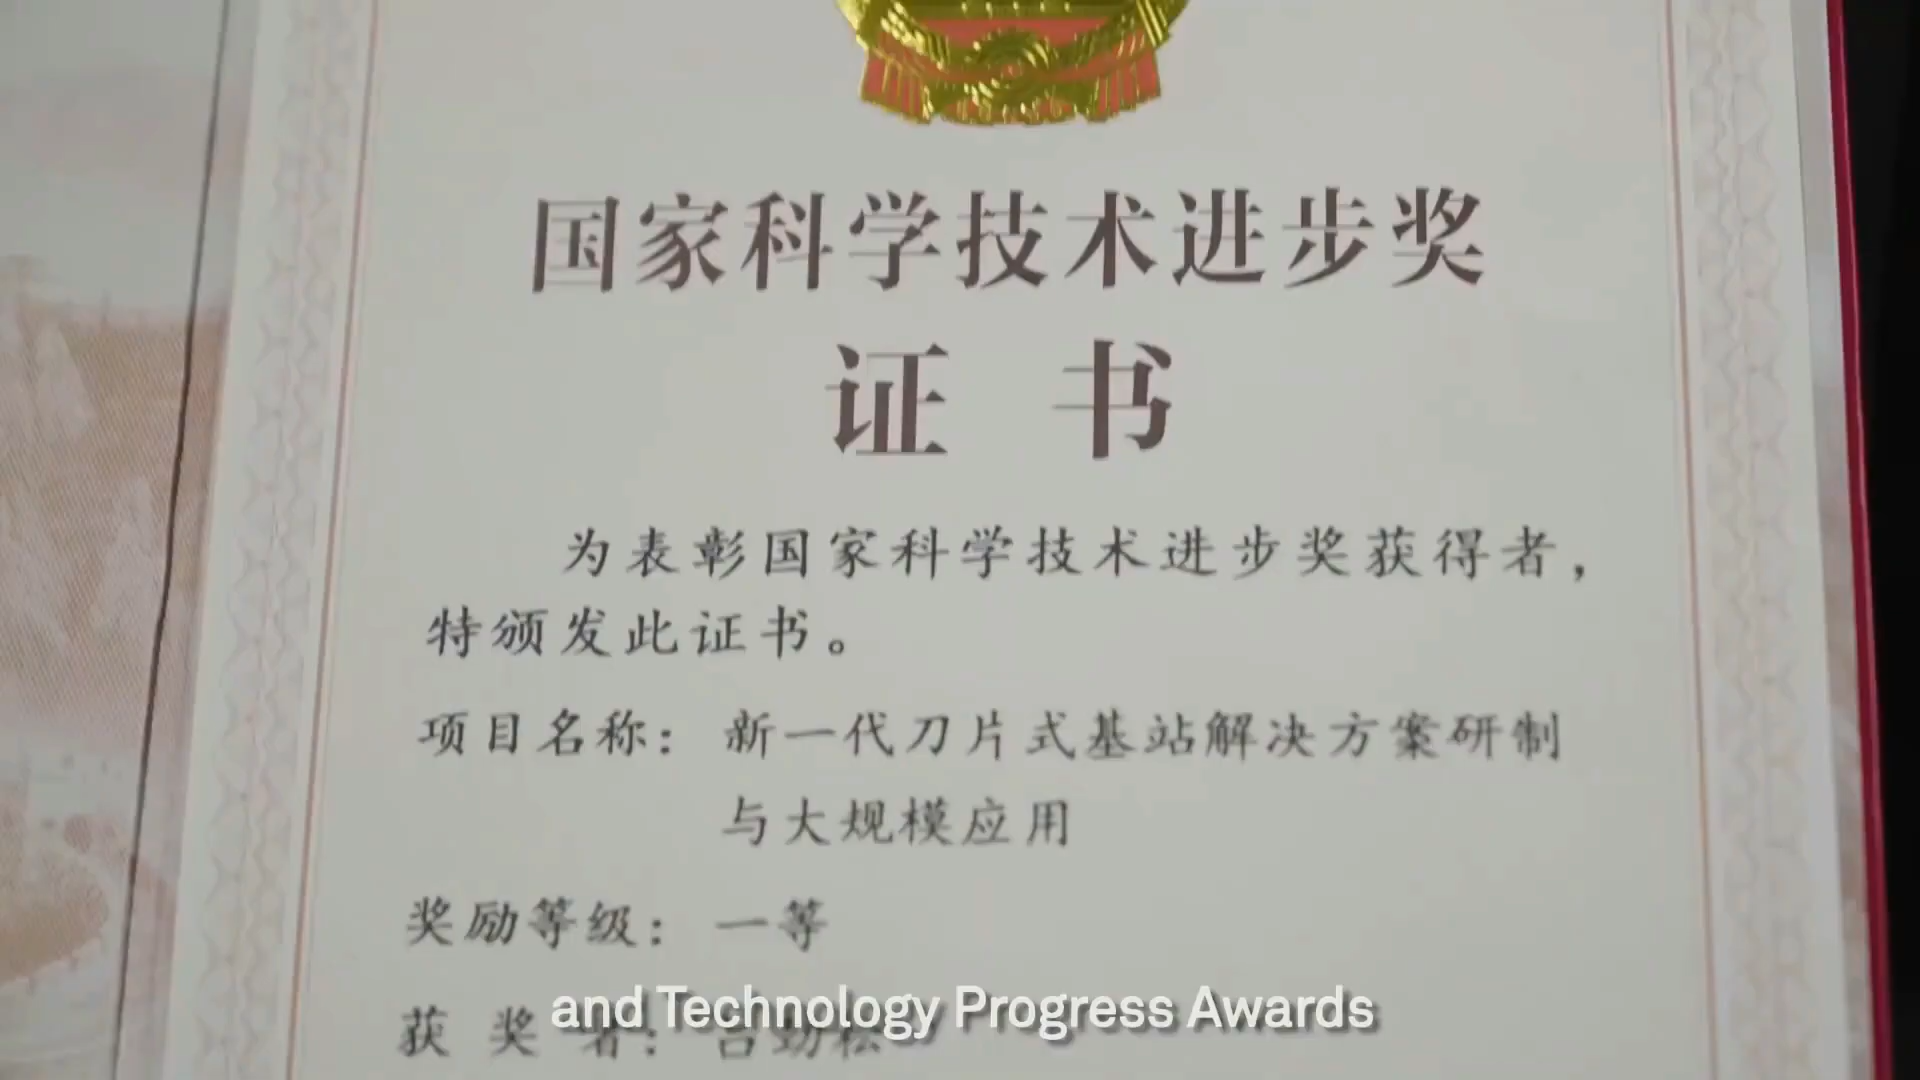 国家科学技术进步奖
证 书
为表彰国家科学技术进步奖获得者，
特颁发此证书。
项目名称： 新一代刀片式基站解决方案研制
与大规模应用
奖励等级： 一等
获 奖 者：
and Technology Progress Awards